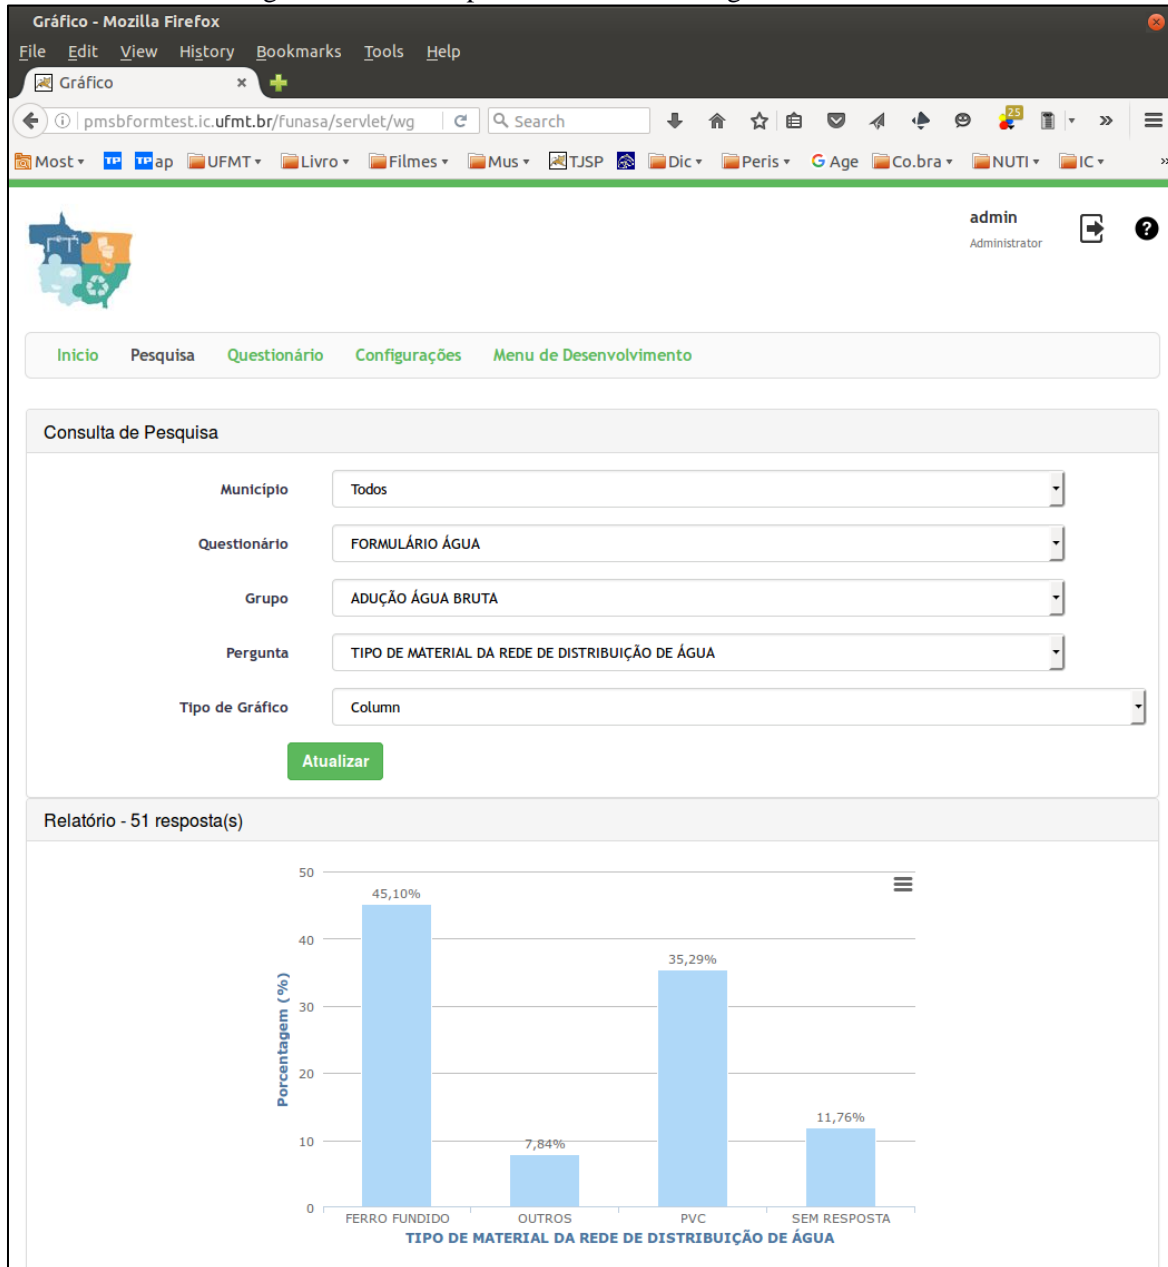 Gráfico - Mozilla Firefox
File Edit View History Bookmarks Tools Help
Gráfico
pmsbformtest.ic.ufmt.br/funasa/servlet/wg Search 25
Most TP TP ap UFMT Livro Filmes Mus TJSP Dic Peris G Age Co.bra NUTI IC »
admin
Administrator
Inicio Pesquisa Questionário Configurações Menu de Desenvolvimento
Consulta de Pesquisa
Município Todos
Questionário FORMULÁRIO ÁGUA
Grupo ADUÇÃO ÁGUA BRUTA
Pergunta TIPO DE MATERIAL DA REDE DE DISTRIBUIÇÃO DE ÁGUA
Tipo de Gráfico Column
Atualizar
Relatório - 51 resposta(s)
50
45,10%
40
35,29%
30
Porcentagem (%)
20
11,76%
10
7,84%
0
FERRO FUNDIDO OUTROS PVC SEM RESPOSTA
TIPO DE MATERIAL DA REDE DE DISTRIBUIÇÃO DE ÁGUA